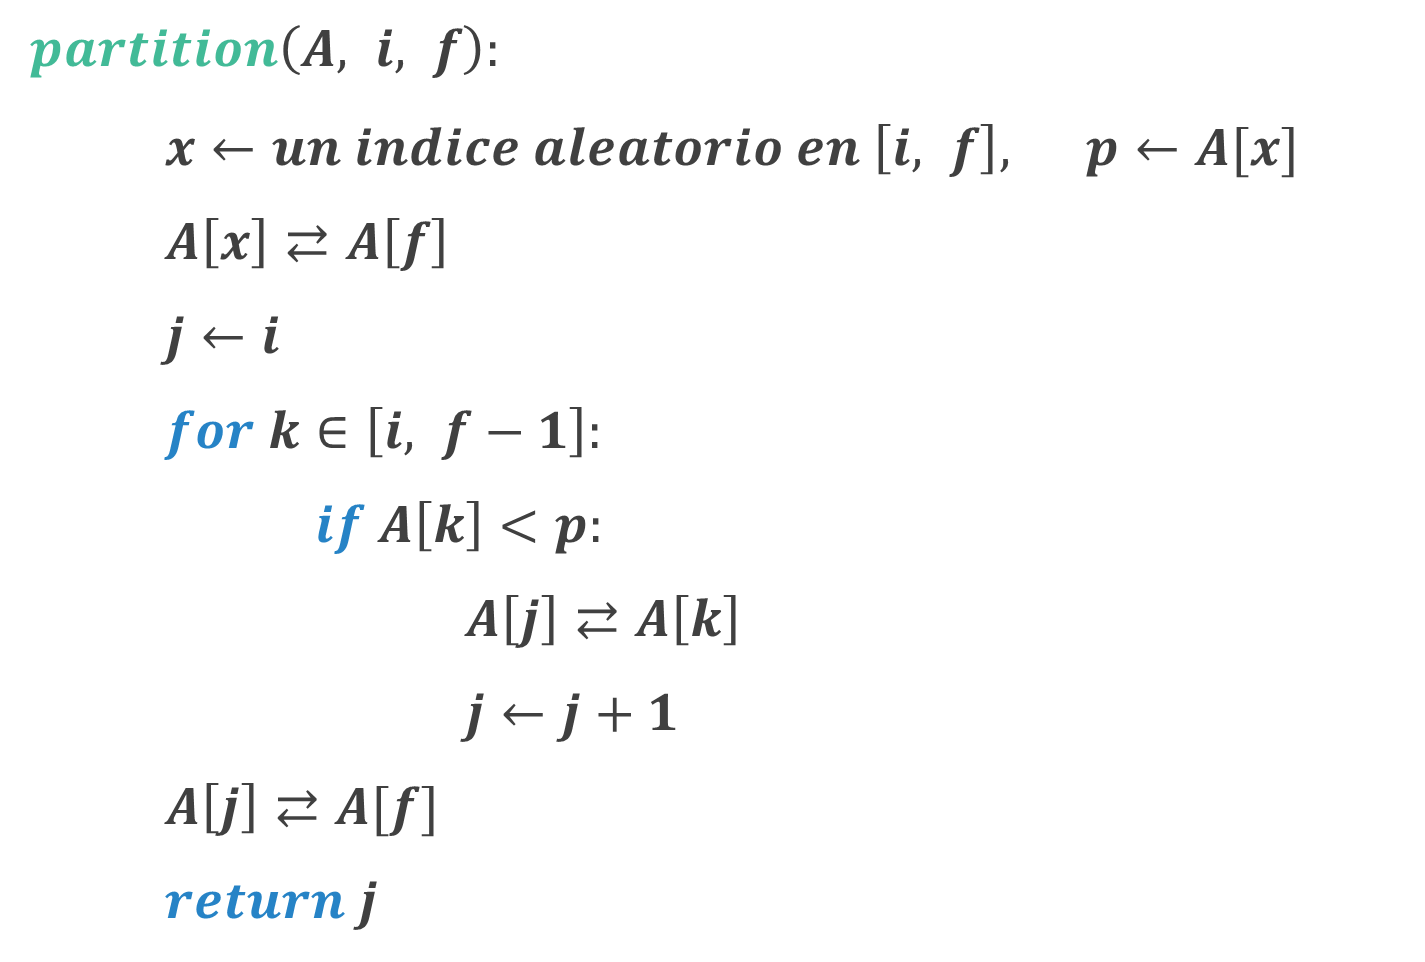 partition(A, i, f):
x ← un indice aleatorio en [i, f], p ← A[x]
A[x] ⇄ A[f]
j ← i
for k ∈ [i, f − 1]:
if A[k] < p:
A[j] ⇄ A[k]
j ← j + 1
A[j] ⇄ A[f]
return j